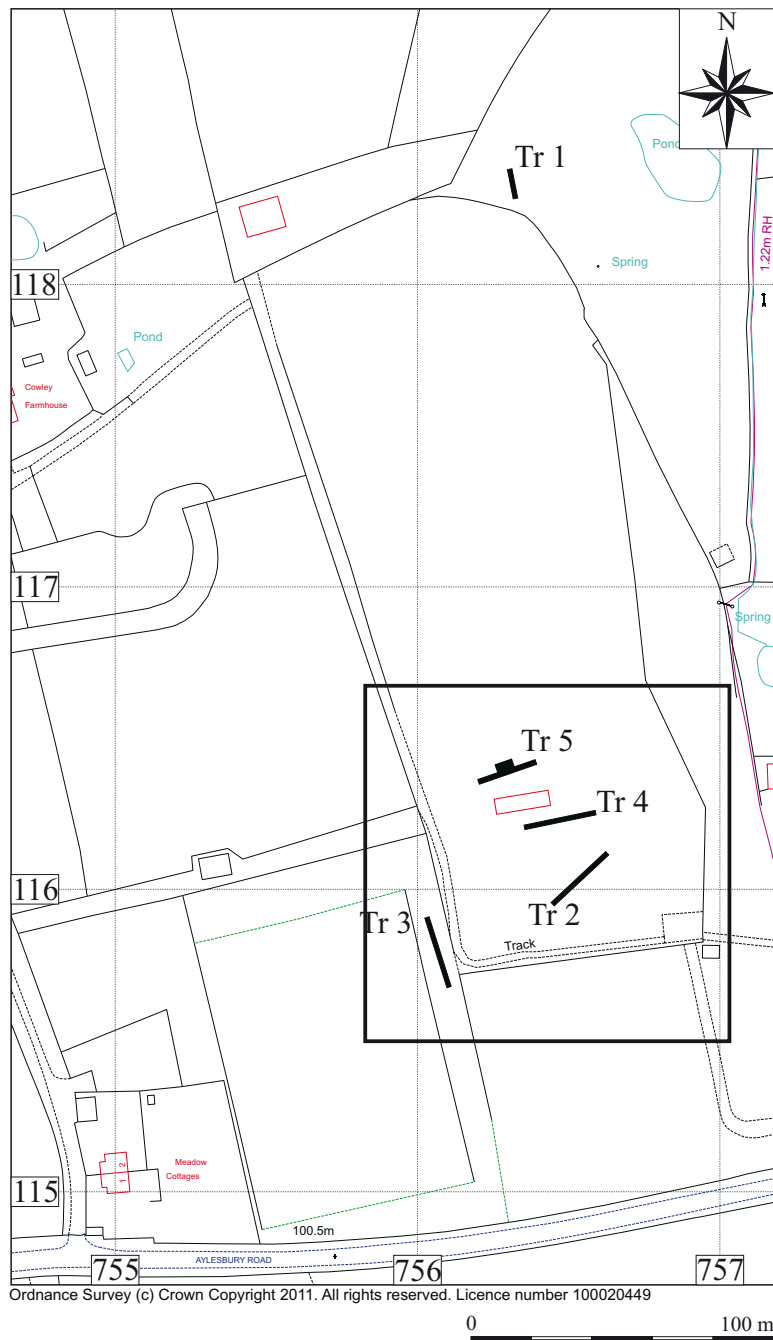 N
Pond
Tr 1
1.22m RH
Spring
118
Pond
Cowley
Farmhouse
117
Spring
Tr 5
Tr 4
116
Tr 2
Tr 3
Track
Meadow
Cottages
1 2
115
100.5m
AYLESBURY ROAD
755
756
757
Ordnance Survey (c) Crown Copyright 2011. All rights reserved. Licence number 100020449
0 100 m